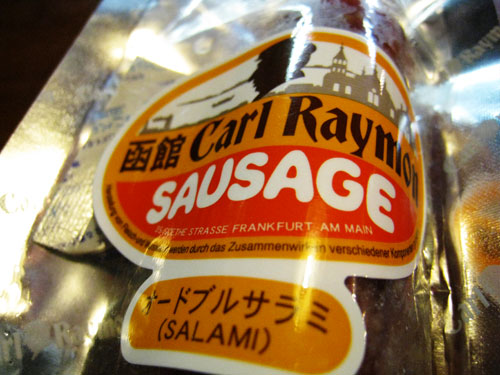 函館 Carl Raymon
SAUSAGE
STRASSE FRANKFURT AM MAIN
werden durch das Zusammenwirken verschiedener
オードブルサラミ
(SALAMI)